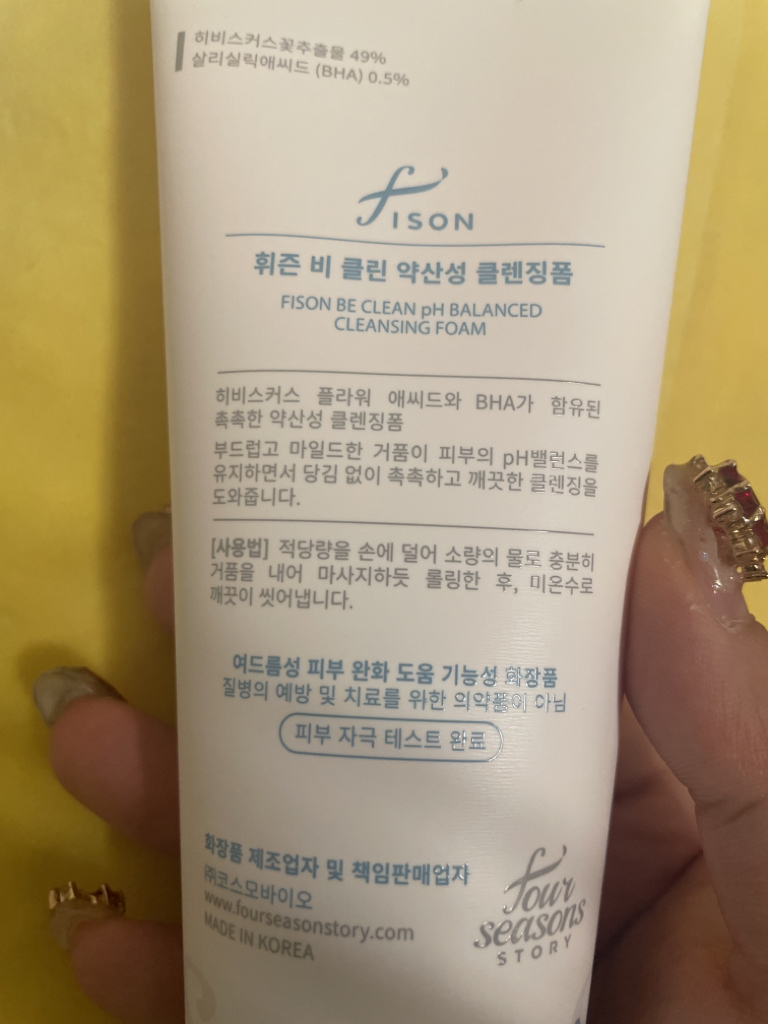 히비스커스꽃추출물 49%
살리실릭애씨드 (BHA) 0.5%
fISON
휘즌 비 클린 약산성 클렌징폼
FISON BE CLEAN pH BALANCED
CLEANSING FOAM
히비스커스 플라워 애씨드와 BHA가 함유된
촉촉한 약산성 클렌징폼
부드럽고 마일드한 거품이 피부의 pH밸런스를
유지하면서 당김 없이 촉촉하고 깨끗한 클렌징을
도와줍니다.
[사용법] 적당량을 손에 덜어 소량의 물로 충분히
거품을 내어 마사지하듯 롤링한 후, 미온수로
깨끗이 씻어냅니다.
여드름성 피부 완화 도움 기능성 화장품
질병의 예방 및 치료를 위한 의약품이 아님
피부 자극 테스트 완료
화장품 제조업자 및 책임판매업자
㈜코스모바이오
www.fourseasonstory.com
MADE IN KOREA
four
seasons
STORY